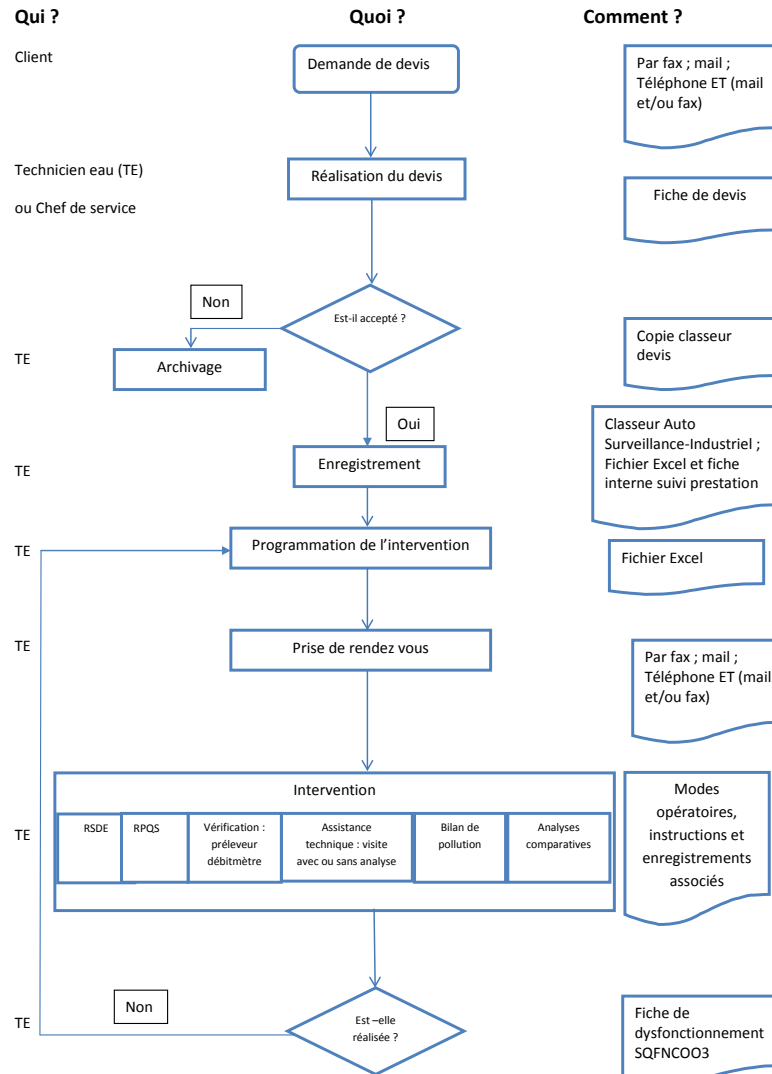 Qui ?
Quoi ?
Comment ?
Client
Demande de devis
Par fax ; mail ;
Téléphone ET (mail
et/ou fax)
Technicien eau (TE)
ou Chef de service
Réalisation du devis
Fiche de devis
Non
Est-il accepté ?
TE
Archivage
Copie classeur
devis
Oui
TE
Enregistrement
Classeur Auto
Surveillance-Industriel ;
Fichier Excel et fiche
interne suivi prestation
TE
Programmation de l’intervention
Fichier Excel
TE
Prise de rendez vous
Par fax ; mail ;
Téléphone ET (mail
et/ou fax)
Intervention
TE
RSDE
RPQS
Vérification :
préleveur
débitmètre
Assistance
technique : visite
avec ou sans analyse
Bilan de
pollution
Analyses
comparatives
Modes
opératoires,
instructions et
enregistrements
associés
Non
TE
Est –elle
réalisée ?
Fiche de
dysfonctionnement
SQFNCOO3